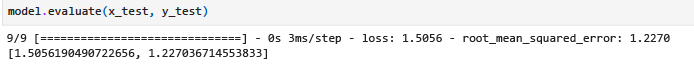 model.evaluate(x_test, y_test)
9/9 [==============================] - 0s 3ms/step - loss: 1.5056 - root_mean_squared_error: 1.2270
[1.5056190490722656, 1.227036714553833]